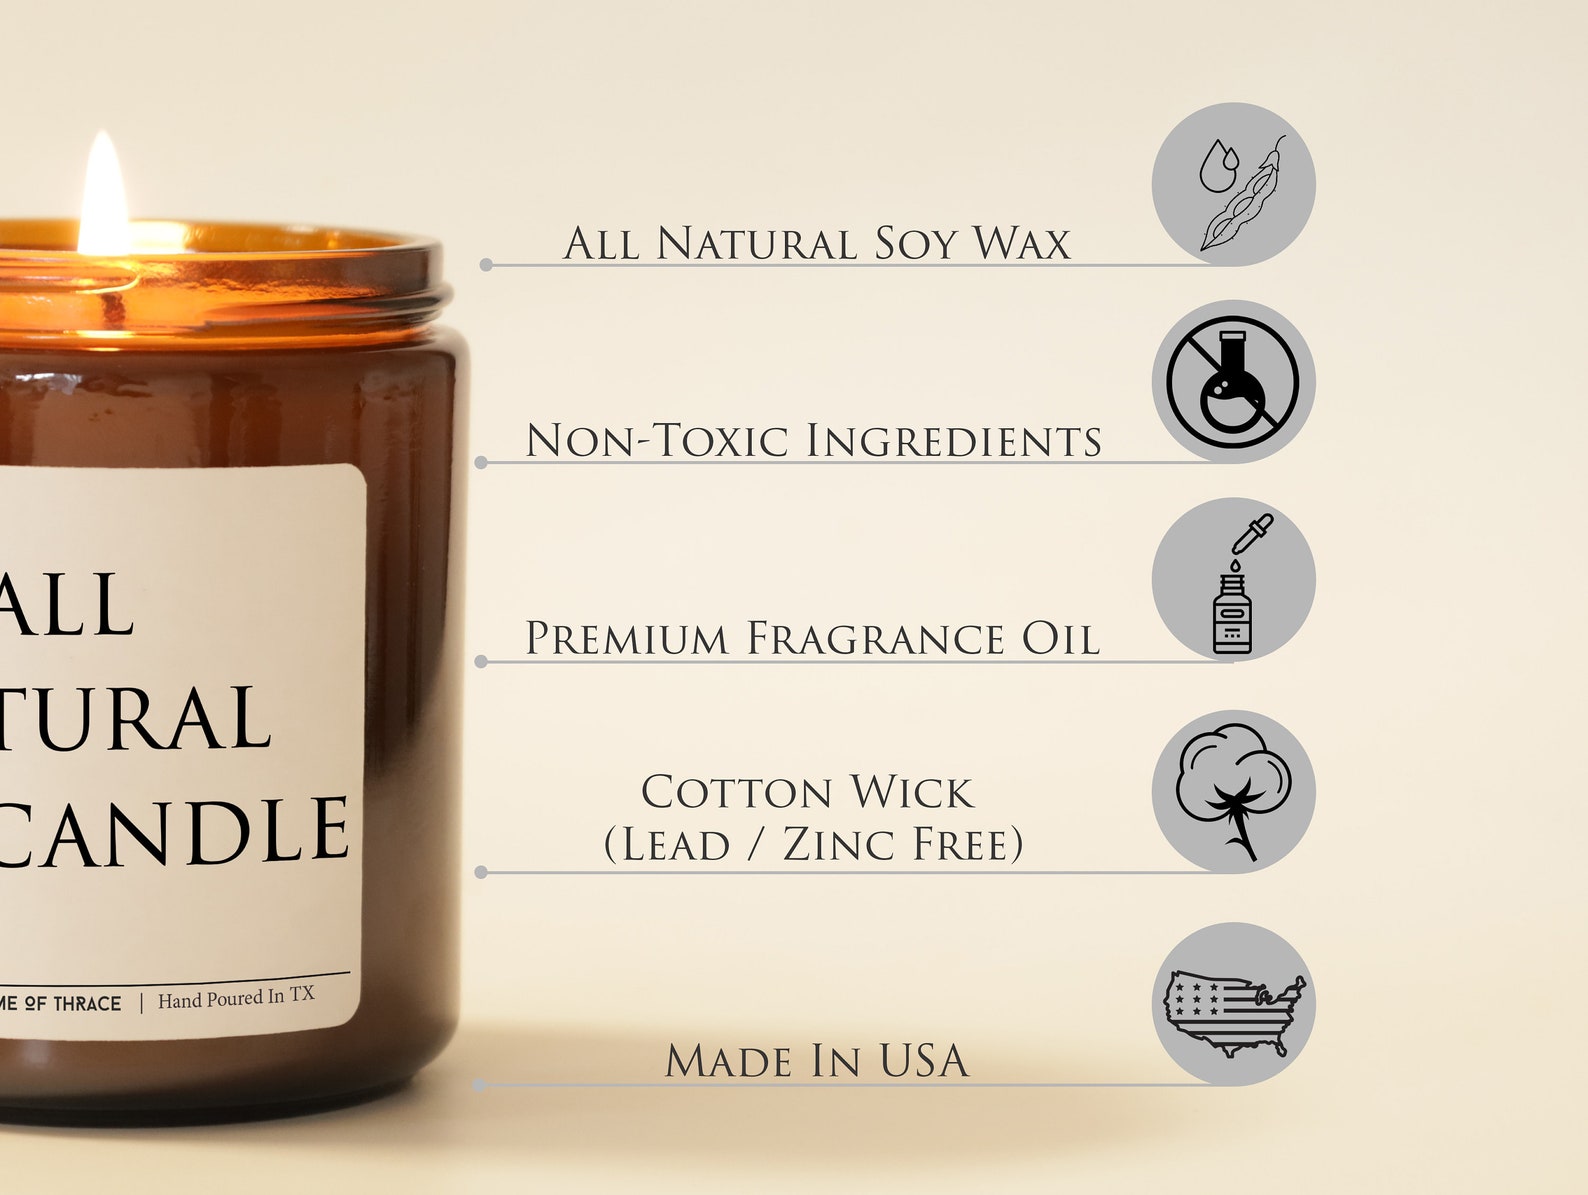 All Natural Soy Wax
Non-Toxic Ingredients
Premium Fragrance Oil
Cotton Wick
(Lead / Zinc Free)
Made In USA
ALL
TURAL
CANDLE
ME OF THRACE | Hand Poured In TX